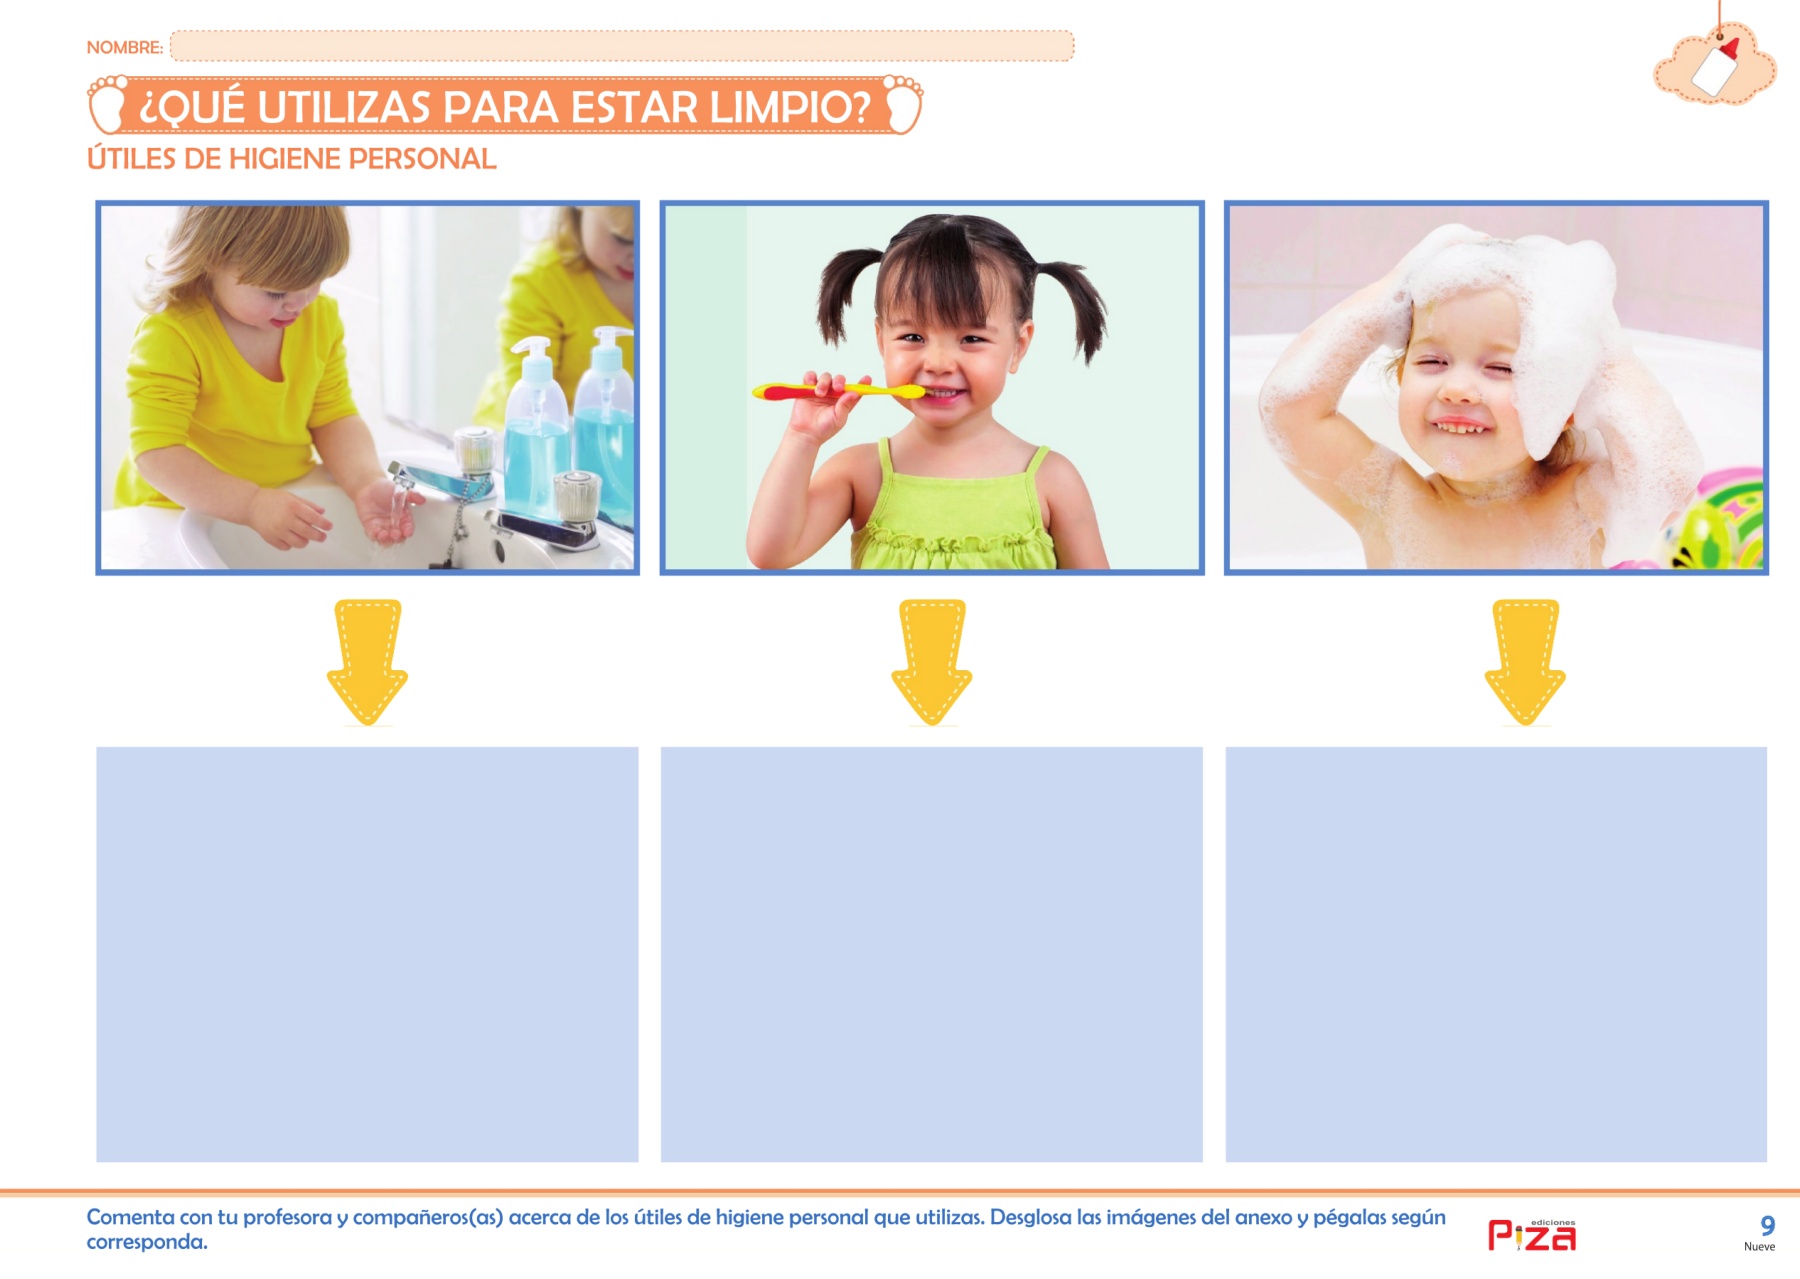 NOMBRE:
¿QUÉ UTILIZAS PARA ESTAR LIMPIO?
ÚTILES DE HIGIENE PERSONAL
Comenta con tu profesora y compañeros(as) acerca de los útiles de higiene personal que utilizas. Desglosa las imágenes del anexo y pégalas según
corresponda.
ediciones
Piza
9
Nueve